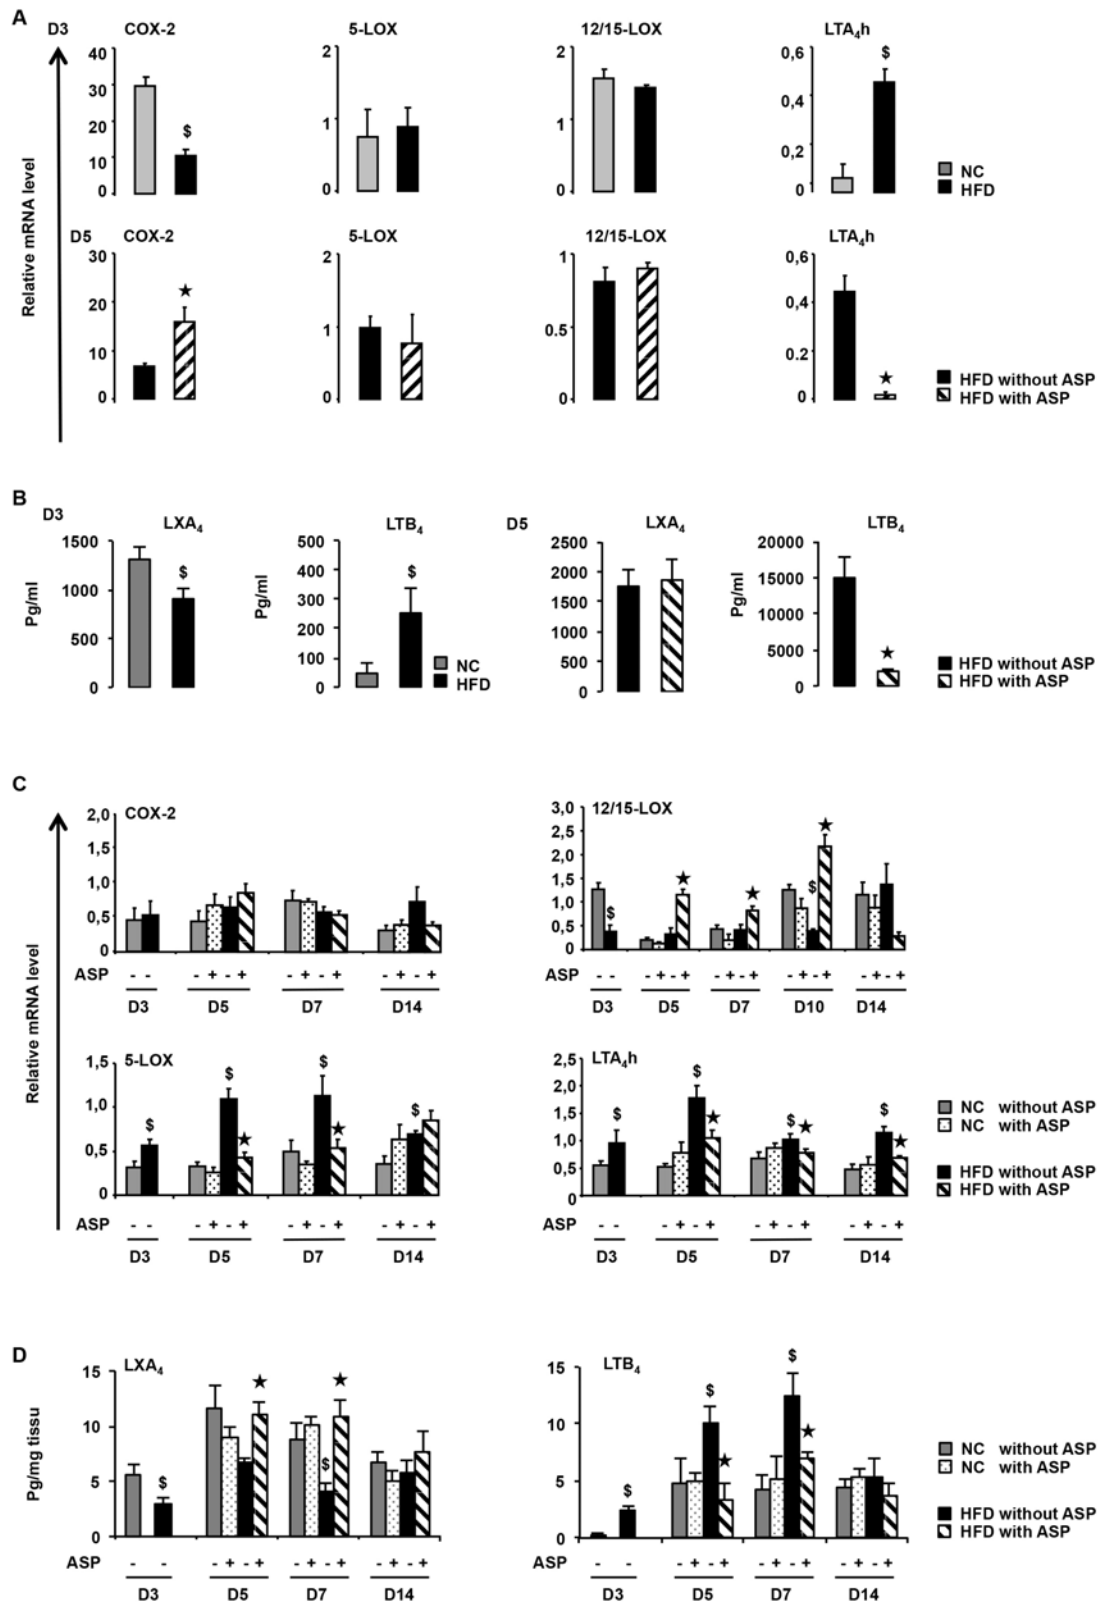 A
D3 COX-2 5-LOX 12/15-LOX LTA4h
40
30
20
10
0
2
1
0
2
1
0
0,6
0,4
0,2
0
$
$
NC
HFD
Relative mRNA level
D5 COX-2 5-LOX 12/15-LOX LTA4h
30
20
10
0
2
1
0
1
0.5
0
0,6
0,4
0.2
0
★
★
HFD without ASP
HFD with ASP
B
D3 LXA4 LTB4 D5 LXA4 LTB4
Pg/ml
1500
1000
500
0
$
Pg/ml
500
400
300
200
100
0
$
NC
HFD
2500
2000
1500
1000
500
0
Pg/ml
20000
15000
10000
5000
0
★
HFD without ASP
HFD with ASP
C
Relative mRNA level
COX-2
2,0
1,5
1,0
0,5
0
ASP - - - + - + - + - + - + - +
D3 D5 D7 D14
12/15-LOX
3,0
2,5
2,0
1,5
1,0
0,5
0
$ ★ ★ $ ★
ASP - - - + - + - + - + - + - + - + - +
D3 D5 D7 D10 D14
5-LOX
1,5
1,0
0,5
0
$ $ ★ $ ★ $
ASP - - - + - + - + - + - + - +
D3 D5 D7 D14
LTA4h
2,5
2,0
1,5
1,0
0,5
0
$ $ ★ $ ★ $ ★
ASP - - - + - + - + - + - + - +
D3 D5 D7 D14
NC without ASP
NC with ASP
HFD without ASP
HFD with ASP
D
Pg/mg tissu
LXA4
15
10
5
0
$ ★ $ ★
ASP - - - + - + - + - + - + - +
D3 D5 D7 D14
LTB4
15
10
5
0
$ $ ★ $ ★
ASP - - - + - + - + - + - + - +
D3 D5 D7 D14
NC without ASP
NC with ASP
HFD without ASP
HFD with ASP